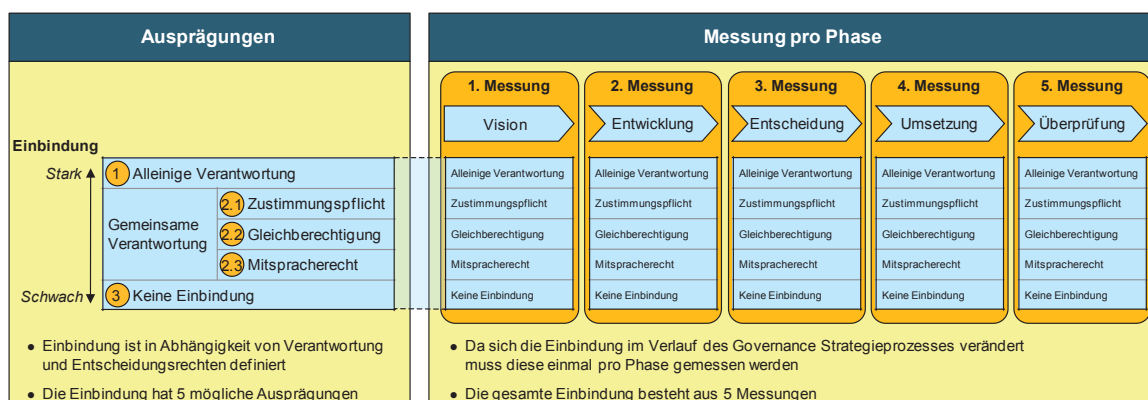 Ausprägungen
Einbindung
Stark
1 Alleinige Verantwortung
Gemeinsame
Verantwortung
2.1 Zustimmungspflicht
2.2 Gleichberechtigung
2.3 Mitspracherecht
Schwach
3 Keine Einbindung
● Einbindung ist in Abhängigkeit von Verantwortung
und Entscheidungsrechten definiert
● Die Einbindung hat 5 mögliche Ausprägungen
Messung pro Phase
1. Messung
Vision
Alleinige Verantwortung
Zustimmungspflicht
Gleichberechtigung
Mitspracherecht
Keine Einbindung
2. Messung
Entwicklung
Alleinige Verantwortung
Zustimmungspflicht
Gleichberechtigung
Mitspracherecht
Keine Einbindung
3. Messung
Entscheidung
Alleinige Verantwortung
Zustimmungspflicht
Gleichberechtigung
Mitspracherecht
Keine Einbindung
4. Messung
Umsetzung
Alleinige Verantwortung
Zustimmungspflicht
Gleichberechtigung
Mitspracherecht
Keine Einbindung
5. Messung
Überprüfung
Alleinige Verantwortung
Zustimmungspflicht
Gleichberechtigung
Mitspracherecht
Keine Einbindung
● Da sich die Einbindung im Verlauf des Governance Strategieprozesses verändert
muss diese einmal pro Phase gemessen werden
● Die gesamte Einbindung besteht aus 5 Messungen